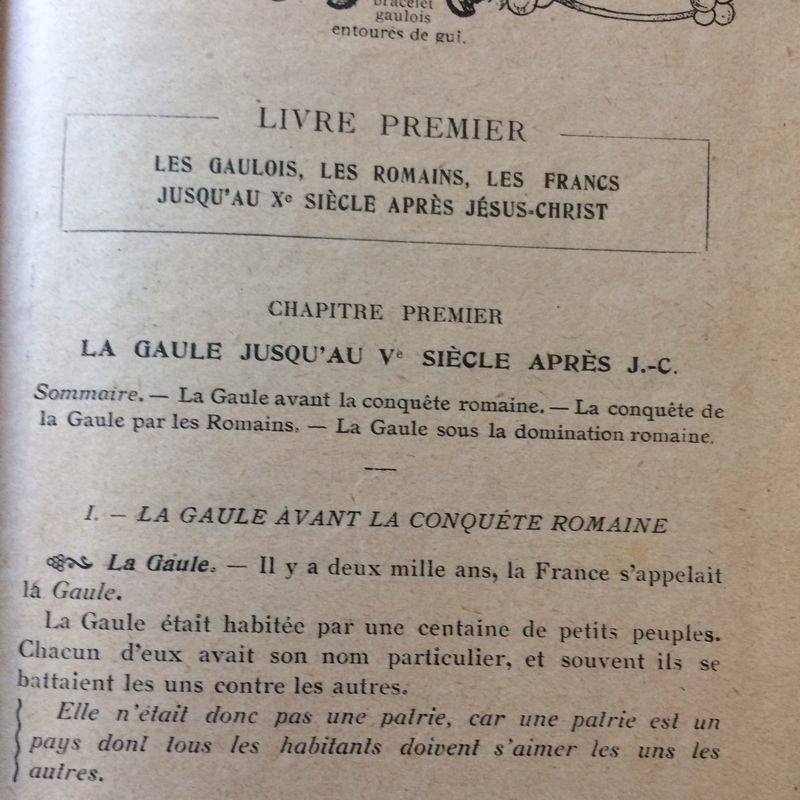 bracelet
gaulois
entourés de gui.
LIVRE PREMIER
LES GAULOIS, LES ROMAINS, LES FRANCS
JUSQU'AU Xe SIÈCLE APRÈS JÉSUS-CHRIST
CHAPITRE PREMIER
LA GAULE JUSQU'AU Ve SIÈCLE APRÈS J.-C.
Sommaire. — La Gaule avant la conquête romaine. — La conquête de
la Gaule par les Romains. — La Gaule sous la domination romaine.
I. — LA GAULE AVANT LA CONQUÊTE ROMAINE
La Gaule. — Il y a deux mille ans, la France s'appelait
la Gaule.
La Gaule était habitée par une centaine de petits peuples.
Chacun d'eux avait son nom particulier, et souvent ils se
battaient les uns contre les autres.
Elle n'était donc pas une patrie, car une patrie est un
pays dont tous les habitants doivent s'aimer les uns les
autres.